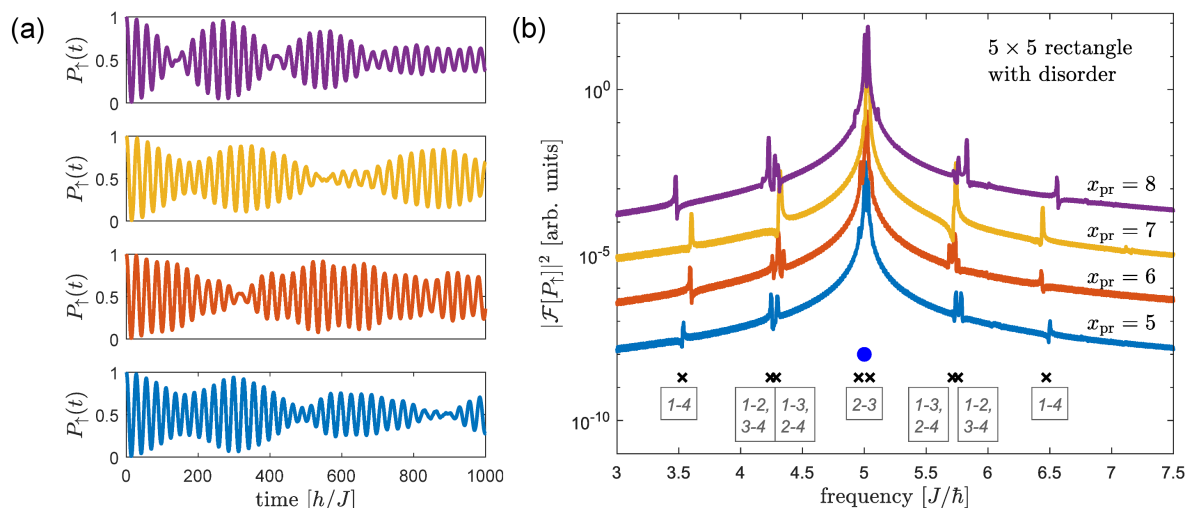 (a)
1
0.5
0
P↑(t)
1
0.5
0
P↑(t)
1
0.5
0
P↑(t)
1
0.5
0
P↑(t)
0 200 400 600 800 1000
time [h/J]
(b)
5 × 5 rectangle
with disorder
|ℱ[P↑]|² [arb. units]
10⁰
10⁻⁵
10⁻¹⁰
x_pr = 8
x_pr = 7
x_pr = 6
x_pr = 5
1-4
1-2,
3-4
1-3,
2-4
2-3
1-3,
2-4
1-2,
3-4
1-4
3 3.5 4 4.5 5 5.5 6 6.5 7 7.5
frequency [J/ħ]